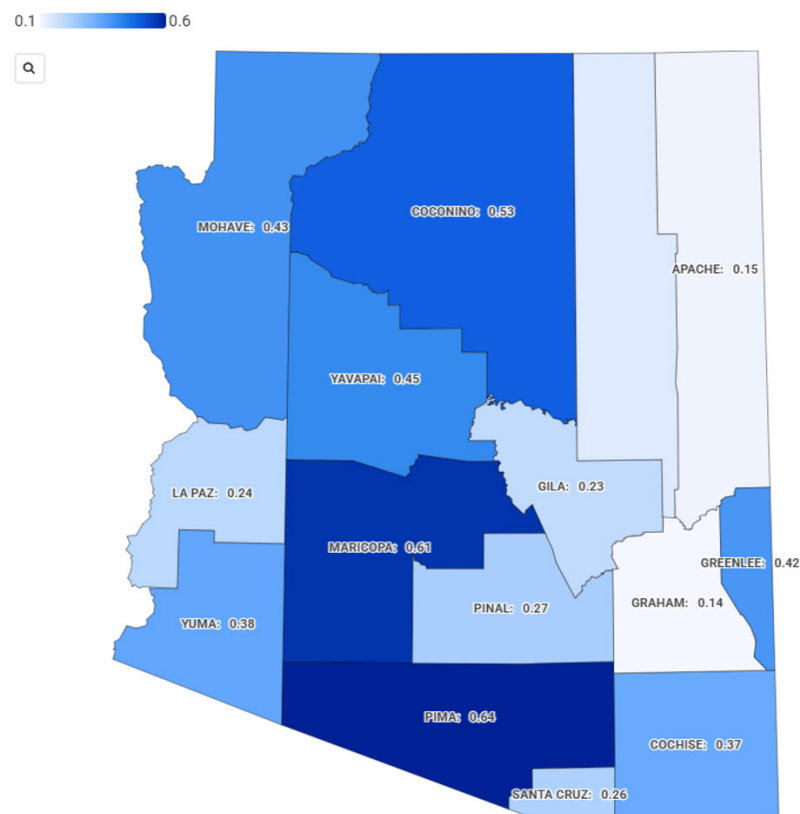 0.1 0.6
COCONINO: 0.53
MOHAVE: 0.43
APACHE: 0.15
YAVAPAI: 0.45
GILA: 0.23
LA PAZ: 0.24
MARICOPA: 0.61
GREENLEE: 0.42
GRAHAM: 0.14
PINAL: 0.27
YUMA: 0.38
PIMA: 0.64
COCHISE: 0.37
SANTA CRUZ: 0.26